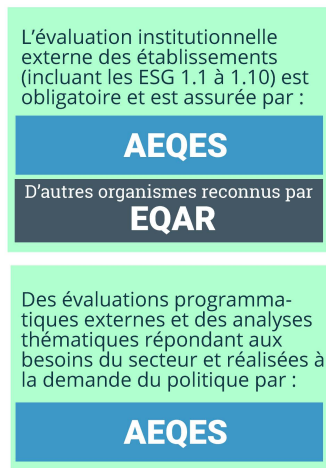 L'évaluation institutionnelle
externe des établissements
(incluant les ESG 1.1 à 1.10) est
obligatoire et est assurée par :
AEQES
D'autres organismes reconnus par
EQAR
Des évaluations programma-
tiques externes et des analyses
thématiques répondant aux
besoins du secteur et réalisées à
la demande du politique par :
AEQES